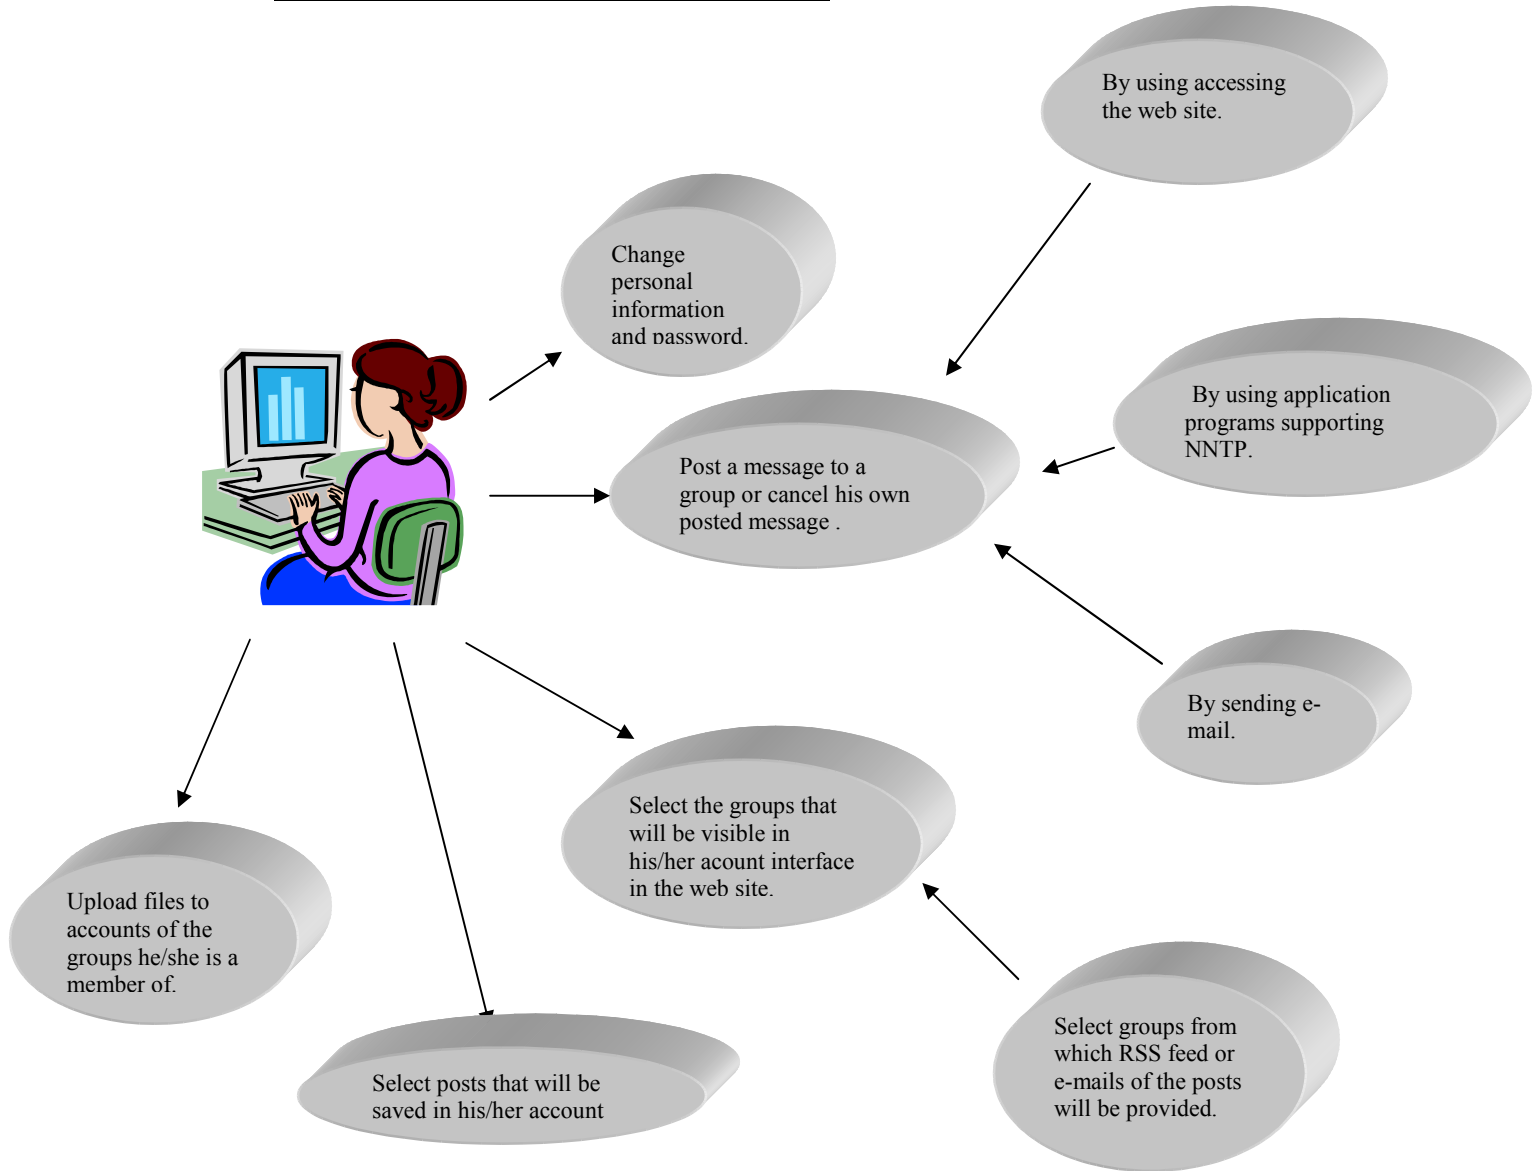 By using accessing
the web site.
Change
personal
information
and password.
By using application
programs supporting
NNTP.
Post a message to a
group or cancel his own
posted message .
By sending e-
mail.
Select the groups that
will be visible in
his/her acount interface
in the web site.
Upload files to
accounts of the
groups he/she is a
member of.
Select groups from
which RSS feed or
e-mails of the posts
will be provided.
Select posts that will be
saved in his/her account